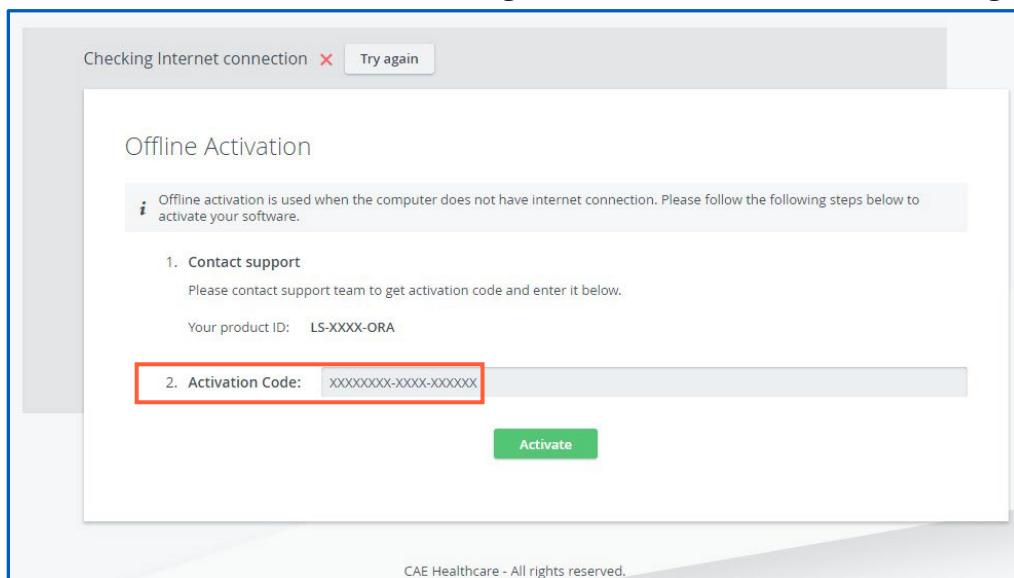 Checking Internet connection Try again
Offline Activation
i Offline activation is used when the computer does not have internet connection. Please follow the following steps below to
activate your software.
1. Contact support
Please contact support team to get activation code and enter it below.
Your product ID: LS-XXXX-ORA
2. Activation Code: XXXXXXXX-XXXX-XXXXXX
Activate
CAE Healthcare - All rights reserved.